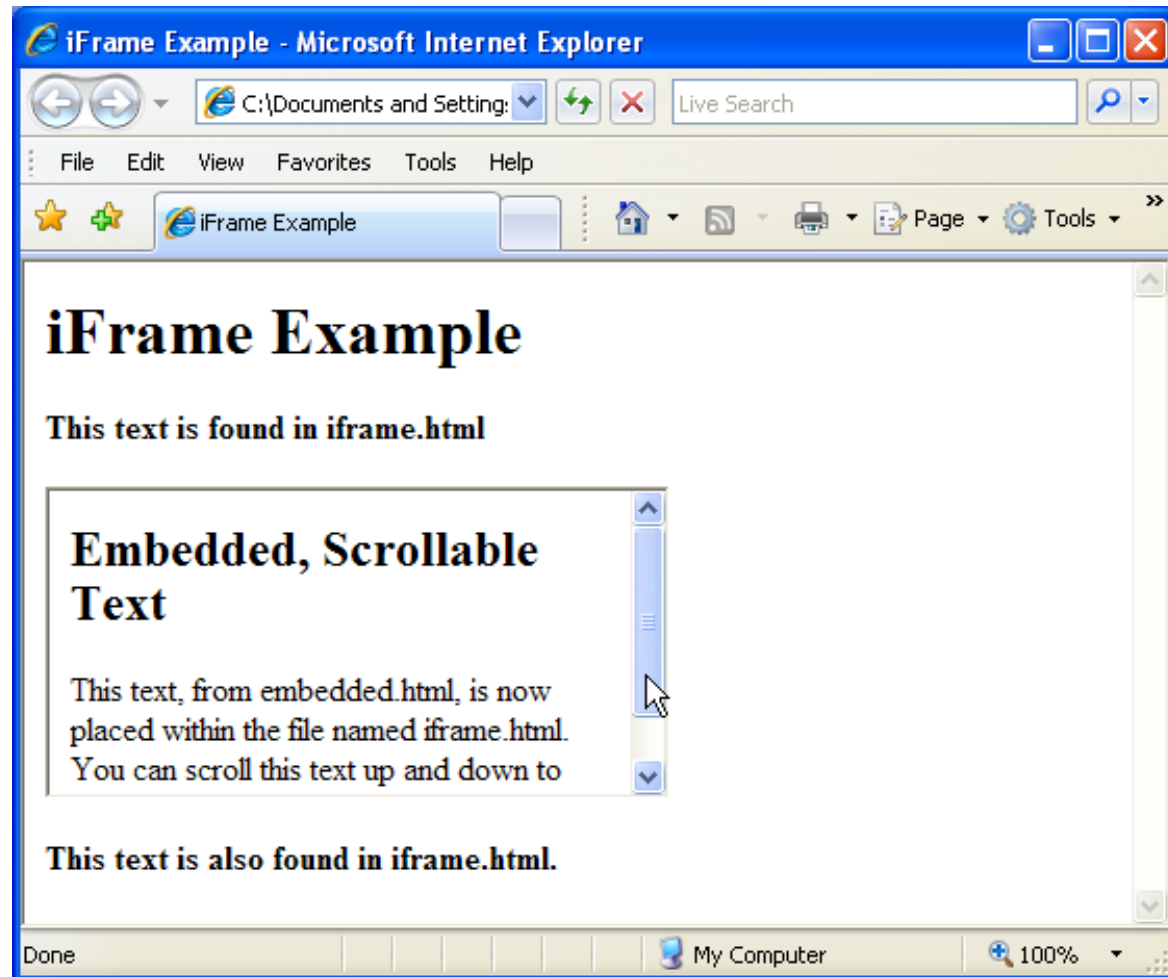 iFrame Example - Microsoft Internet Explorer
C:\Documents and Setting:
Live Search
File Edit View Favorites Tools Help
iFrame Example
Page
Tools
iFrame Example
This text is found in iframe.html
Embedded, Scrollable
Text
This text, from embedded.html, is now
placed within the file named iframe.html.
You can scroll this text up and down to
This text is also found in iframe.html.
Done
My Computer
100%